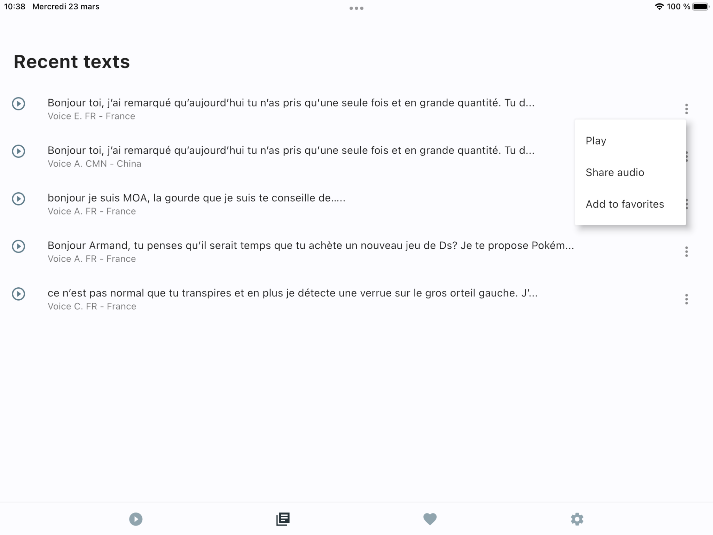 10:38 Mercredi 23 mars
100 %
Recent texts
Bonjour toi, j’ai remarqué qu’aujourd’hui tu n’as pris qu’une seule fois et en grande quantité. Tu d...
Voice E. FR - France
Play
Bonjour toi, j’ai remarqué qu’aujourd’hui tu n’as pris qu’une seule fois et en grande quantité. Tu d...
Voice A. CMN - China
Share audio
bonjour je suis MOA, la gourde que je suis te conseille de.....
Voice A. FR - France
Add to favorites
Bonjour Armand, tu penses qu’il serait temps que tu achète un nouveau jeu de Ds? Je te propose Pokém...
Voice A. FR - France
ce n’est pas normal que tu transpires et en plus je détecte une verrue sur le gros orteil gauche. J’...
Voice C. FR - France